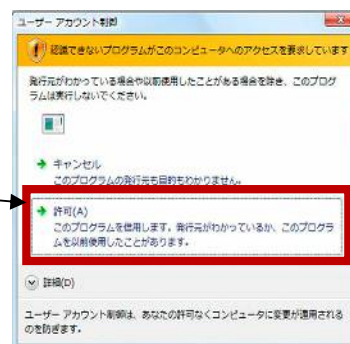 ユーザー アカウント制御
認識できないプログラムがこのコンピュータへのアクセスを要求しています
発行元がわかっている場合や以前使用したことがある場合を除き、このプログ
ラムは実行しないでください。
キャンセル
このプログラムの発行元も目的もわかりません。
許可(A)
このプログラムを信用します。発行元がわかっているか、このプログラ
ムを以前使用したことがあります。
詳細(D)
ユーザー アカウント制御は、あなたの許可なくコンピュータに変更が適用される
のを防ぎます。